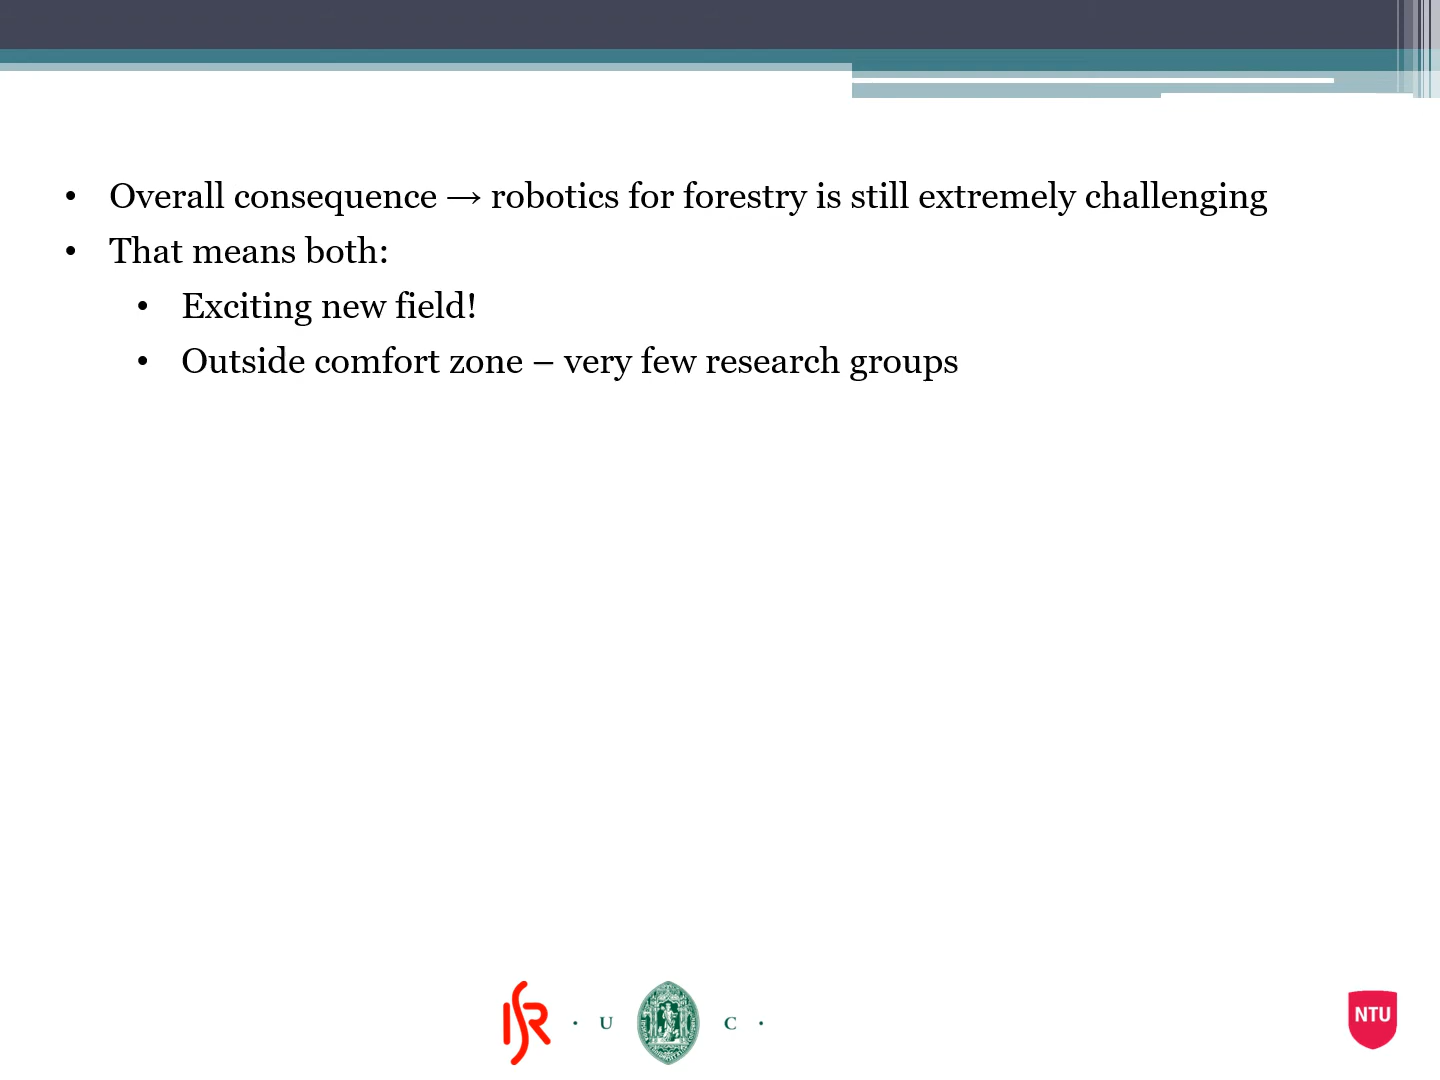 • Overall consequence → robotics for forestry is still extremely challenging
• That means both:
• Exciting new field!
• Outside comfort zone – very few research groups
ISR · U C ·
NTU